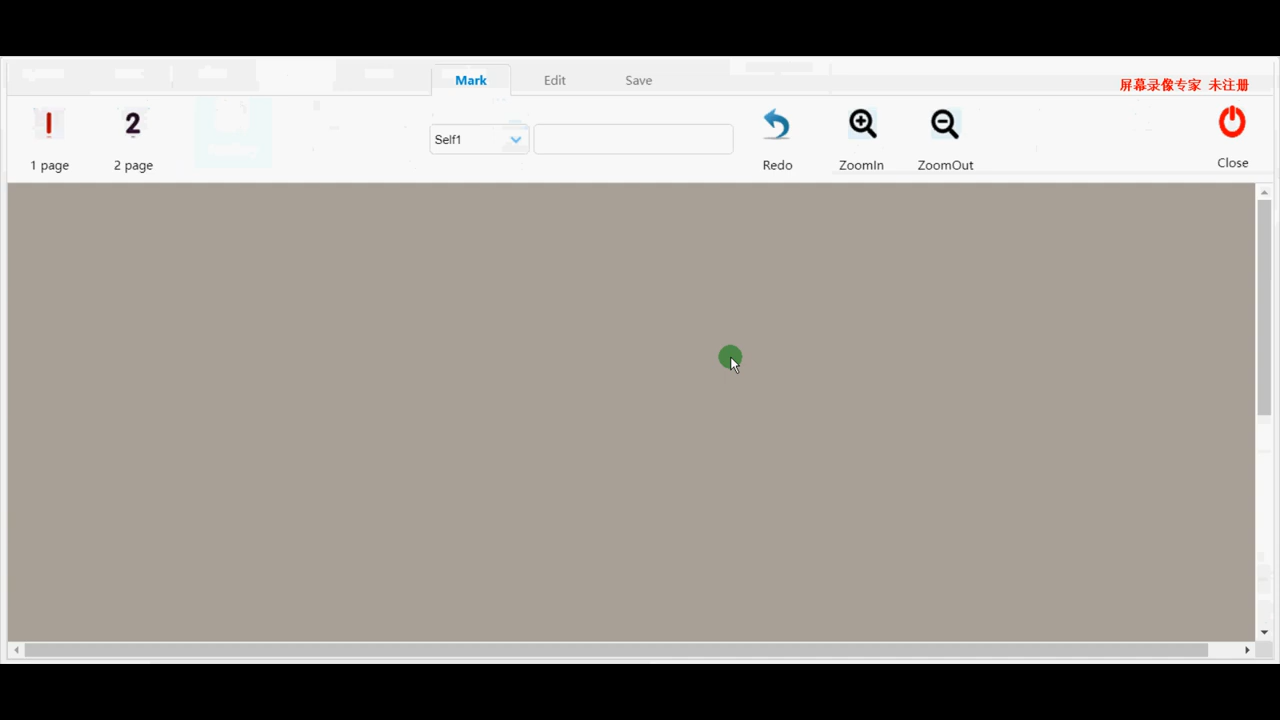 Mark Edit Save
屏幕录像专家 未注册
1 page
2 page
Self1
Redo
ZoomIn
ZoomOut
Close